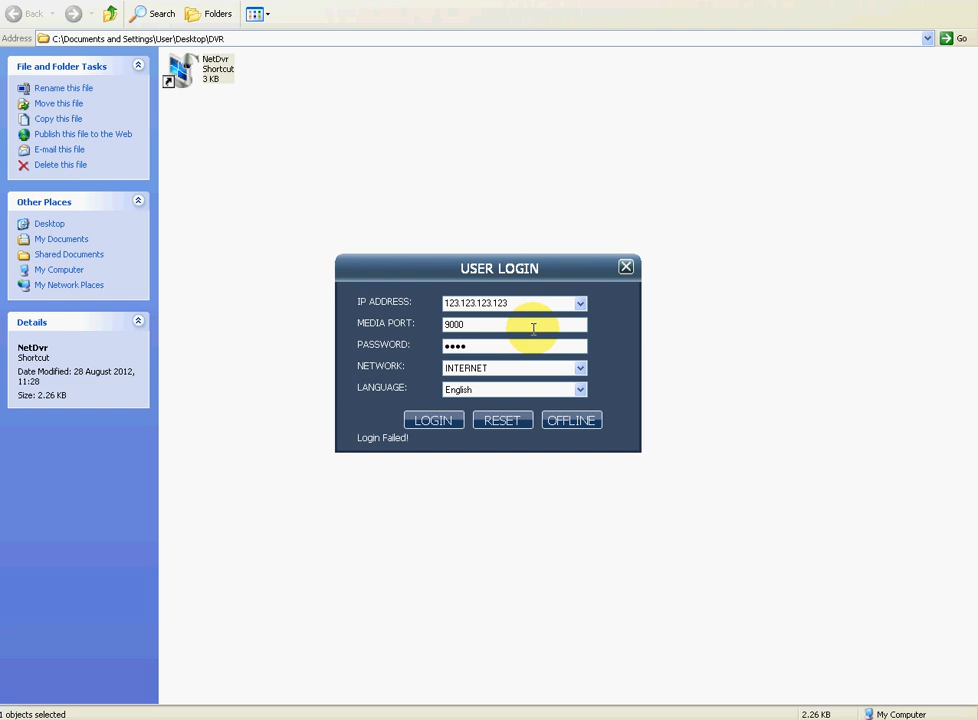 Back Search Folders
Address C:\Documents and Settings\User\Desktop\DVR Go
File and Folder Tasks
Rename this file
Move this file
Copy this file
Publish this file to the Web
E-mail this file
Delete this file
Other Places
Desktop
My Documents
Shared Documents
My Computer
My Network Places
Details
NetDvr
Shortcut
Date Modified: 28 August 2012,
11:28
Size: 2.26 KB
NetDvr
Shortcut
3 KB
USER LOGIN
IP ADDRESS: 123.123.123.123
MEDIA PORT: 9000
PASSWORD: ●●●●
NETWORK: INTERNET
LANGUAGE: English
LOGIN RESET OFFLINE
Login Failed!
1 objects selected 2.26 KB My Computer